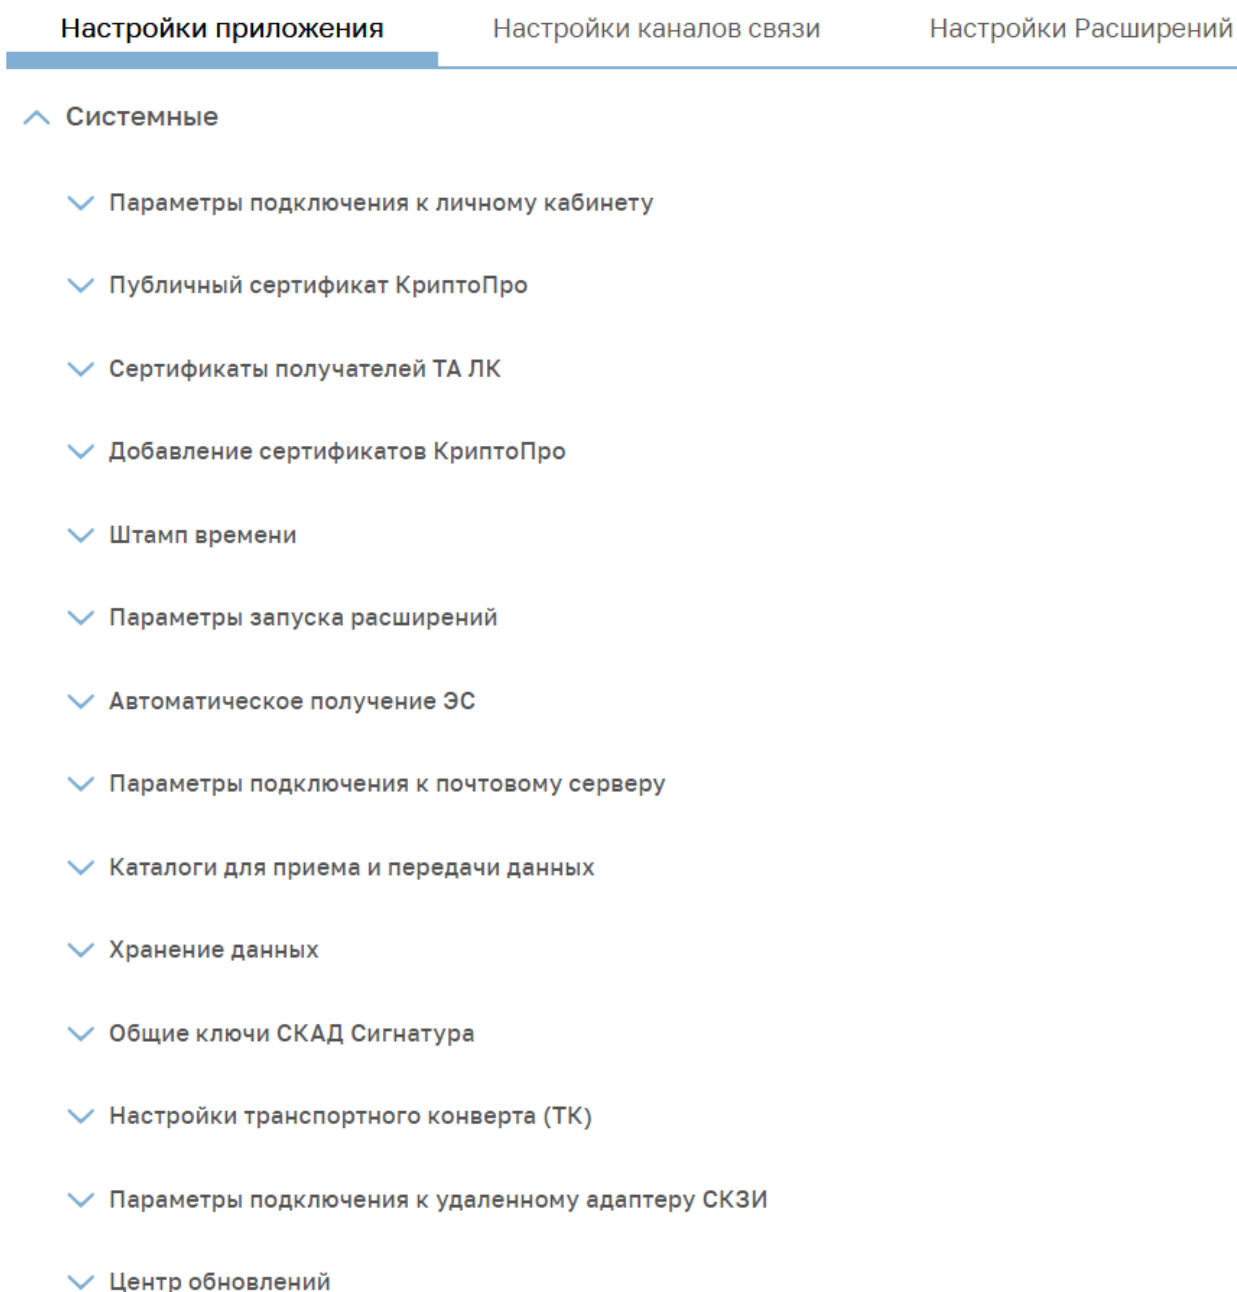 Настройки приложения Настройки каналов связи Настройки Расширений
Системные
Параметры подключения к личному кабинету
Публичный сертификат КриптоПро
Сертификаты получателей ТА ЛК
Добавление сертификатов КриптоПро
Штамп времени
Параметры запуска расширений
Автоматическое получение ЭС
Параметры подключения к почтовому серверу
Каталоги для приема и передачи данных
Хранение данных
Общие ключи СКАД Сигнатура
Настройки транспортного конверта (ТК)
Параметры подключения к удаленному адаптеру СКЗИ
Центр обновлений